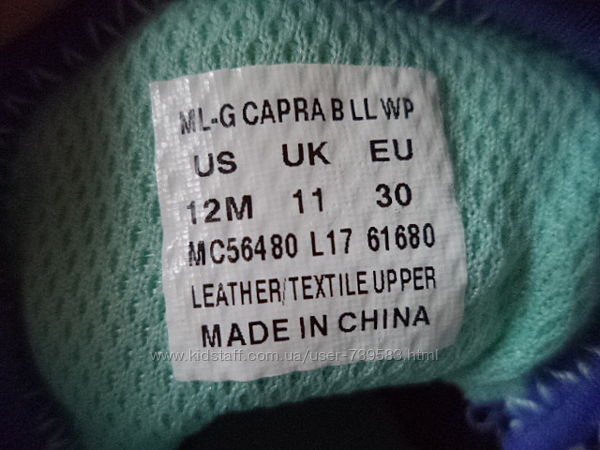 ML-G CAPRA B LL WP
US UK EU
12M 11 30
MC56480 L17 61680
LEATHER/TEXTILE UPPER
MADE IN CHINA
www.kidstaff.com.ua/user-739583.html